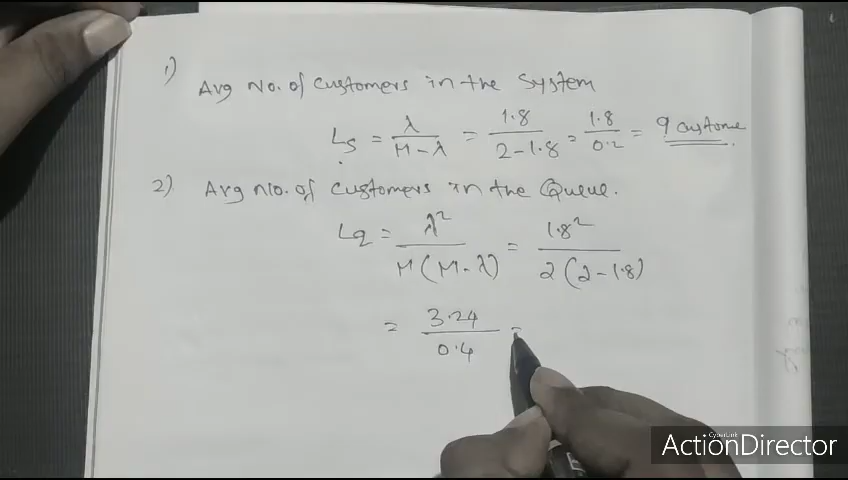 1) Avg No. of Customers in the System
Ls = λ / M - λ = 1.8 / 2 - 1.8 = 1.8 / 0.2 = 9 custome
2) Avg No. of Customers in the Queue.
Lq = λ² / M (M - λ) = 1.8² / 2 (2 - 1.8)
= 3.24 / 0.4 =
CyberLink
ActionDirector